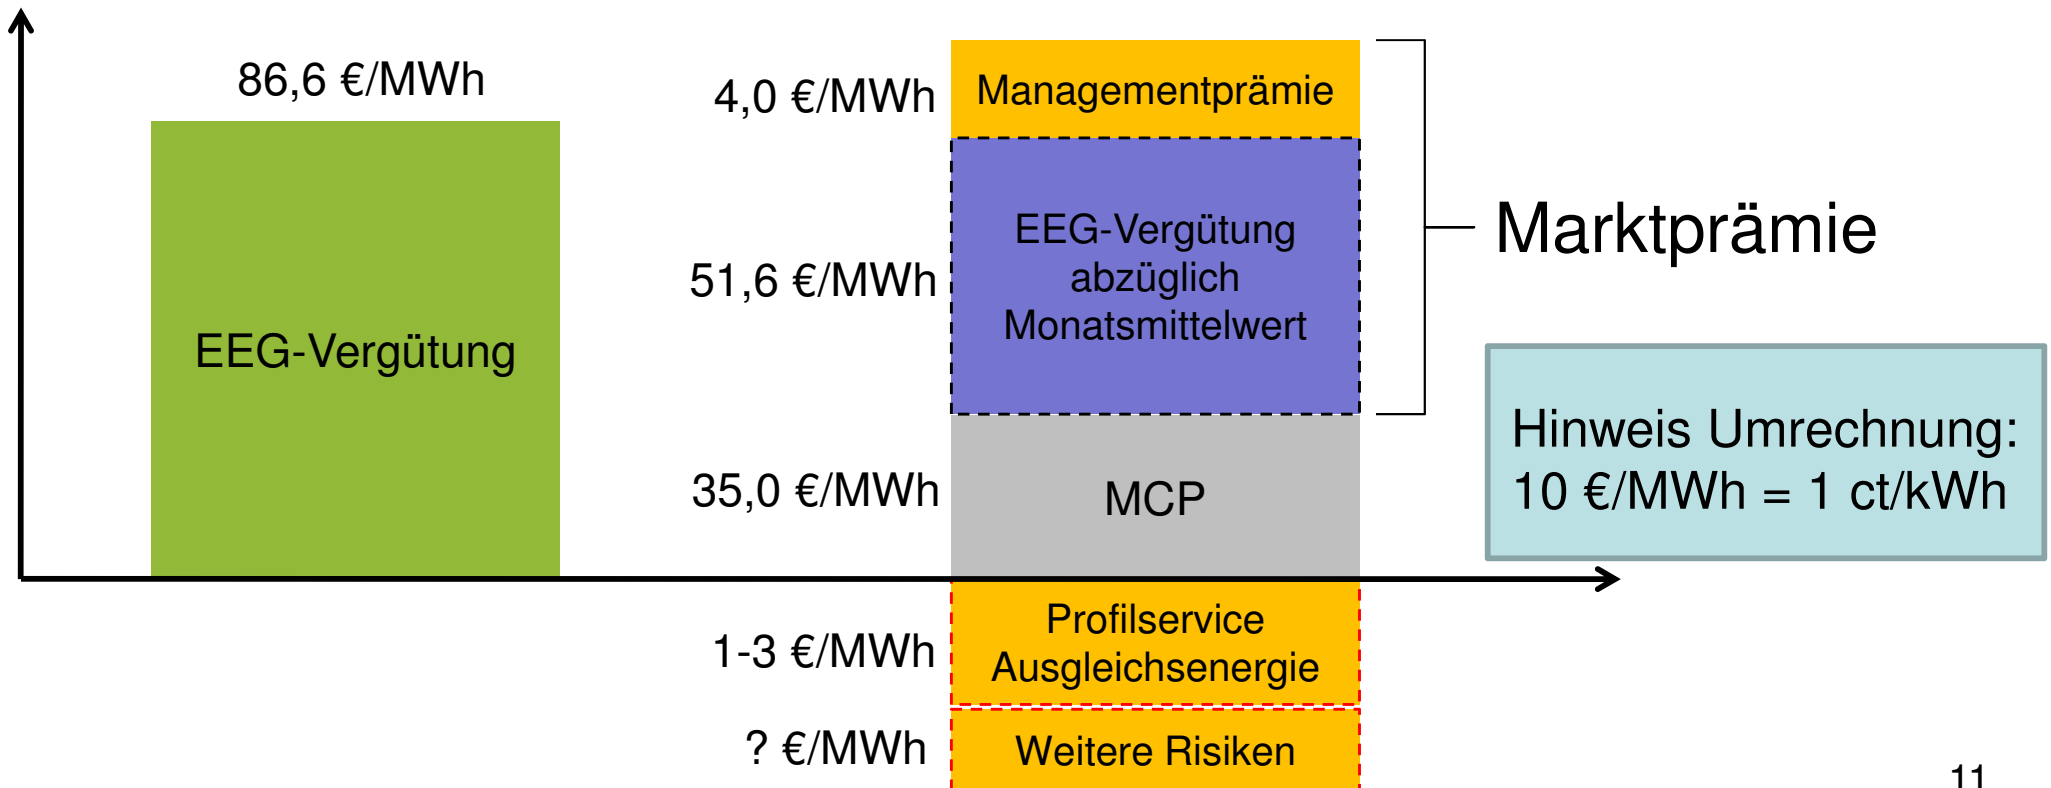 86,6 €/MWh
EEG-Vergütung
4,0 €/MWh
Managementprämie
51,6 €/MWh
EEG-Vergütung
abzüglich
Monatsmittelwert
Marktprämie
35,0 €/MWh
MCP
Hinweis Umrechnung:
10 €/MWh = 1 ct/kWh
1-3 €/MWh
Profilservice
Ausgleichsenergie
? €/MWh
Weitere Risiken
11